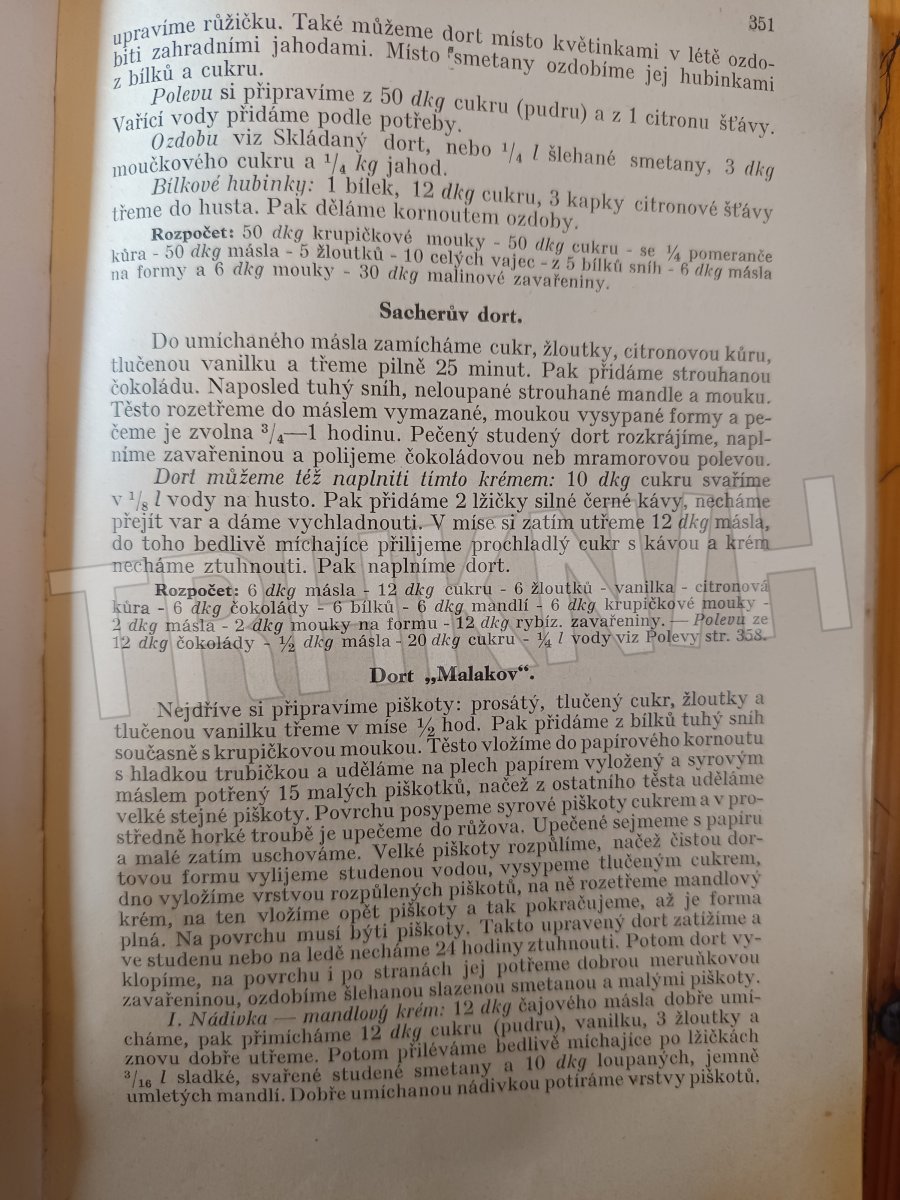 351
upravíme růžičku. Také můžeme dort místo květinkami v létě ozdo-
biti zahradními jahodami. Místo smetany ozdobíme jej hubinkami
z bílků a cukru.
Polevu si připravíme z 50 dkg cukru (pudru) a z 1 citronu šťávy.
Vařící vody přidáme podle potřeby.
Ozdobu viz Skládaný dort, nebo ¹/₄ l šlehané smetany, 3 dkg
moučkového cukru a ¹/₄ kg jahod.
Bílkové hubinky: 1 bílek, 12 dkg cukru, 3 kapky citronové šťávy
třeme do husta. Pak děláme kornoutem ozdoby.
Rozpočet: 50 dkg krupičkové mouky - 50 dkg cukru - se ¼ pomeranče
kůra - 50 dkg másla - 5 žloutků - 10 celých vajec - z 5 bílků sníh - 6 dkg másla
na formy a 6 dkg mouky - 30 dkg malinové zavařeniny.
Sacherův dort.
Do umíchaného másla zamícháme cukr, žloutky, citronovou kůru,
tlučenou vanilku a třeme pilně 25 minut. Pak přidáme strouhanou
čokoládu. Naposled tuhý sníh, neloupané strouhané mandle a mouku.
Těsto rozetřeme do máslem vymazané, moukou vysypané formy a pe-
čeme je zvolna ³/₄—1 hodinu. Pečený studený dort rozkrájíme, napl-
níme zavařeninou a polijeme čokoládovou neb mramorovou polevou.
Dort můžeme též naplniti tímto krémem: 10 dkg cukru svaříme
v ¹/₈ l vody na husto. Pak přidáme 2 lžičky silné černé kávy, necháme
přejít var a dáme vychladnouti. V míse si zatím utřeme 12 dkg másla,
do toho bedlivě míchajíce přilijeme prochladlý cukr s kávou a krém
necháme ztuhnouti. Pak naplníme dort.
Rozpočet: 6 dkg másla - 12 dkg cukru - 6 žloutků - vanilka - citronová
kůra - 6 dkg čokolády - 6 bílků - 6 dkg mandlí - 6 dkg krupičkové mouky -
2 dkg másla - 2 dkg mouky na formu - 12 dkg rybíz. zavařeniny. — Polevu ze
12 dkg čokolády - ½ dkg másla - 20 dkg cukru - ¼ l vody viz Polevy str. 358.
TRHKNIH
Dort „Malakov“.
Nejdříve si připravíme piškoty: prosátý, tlučený cukr, žloutky a
tlučenou vanilku třeme v míse ½ hod. Pak přidáme z bílků tuhý sníh
současně s krupičkovou moukou. Těsto vložíme do papírového kornoutu
s hladkou trubičkou a uděláme na plech papírem vyložený a syrovým
máslem potřený 15 malých piškotků, načež z ostatního těsta uděláme
velké stejné piškoty. Povrchu posypeme syrové piškoty cukrem a v pro-
středně horké troubě je upečeme do růžova. Upečené sejmeme s papíru
a malé zatím uschováme. Velké piškoty rozpůlíme, načež čistou dor-
tovou formu vylijeme studenou vodou, vysypeme tlučeným cukrem,
dno vyložíme vrstvou rozpůlených piškotů, na ně rozetřeme mandlový
krém, na ten vložíme opět piškoty a tak pokračujeme, až je forma
plná. Na povrchu musí býti piškoty. Takto upravený dort zatížíme a
ve studenu nebo na ledě necháme 24 hodiny ztuhnouti. Potom dort vy-
klopíme, na povrchu i po stranách jej potřeme dobrou meruňkovou
zavařeninou, ozdobíme šlehanou slazenou smetanou a malými piškoty.
I. Nádivka — mandlový krém: 12 dkg čajového másla dobře umí-
cháme, pak přimícháme 12 dkg cukru (pudru), vanilku, 3 žloutky a
znovu dobře utřeme. Potom přiléváme bedlivě míchajíce po lžičkách
³/₁₆ l sladké, svařené studené smetany a 10 dkg loupaných, jemně
umletých mandlí. Dobře umíchanou nádivkou potíráme vrstvy piškotů.